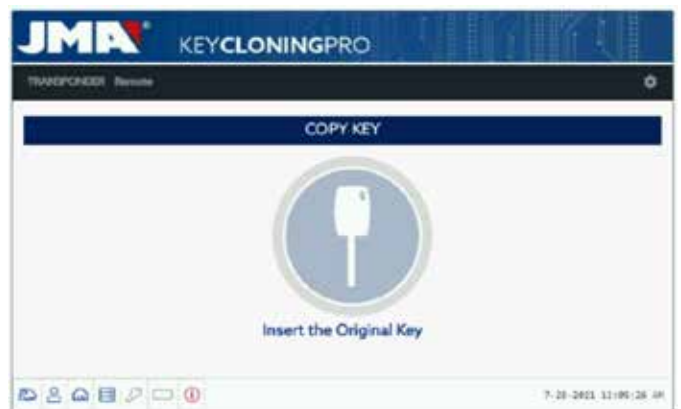 JMA KEYCLONINGPRO
TRANSPONDER Remote
COPY KEY
Insert the Original Key